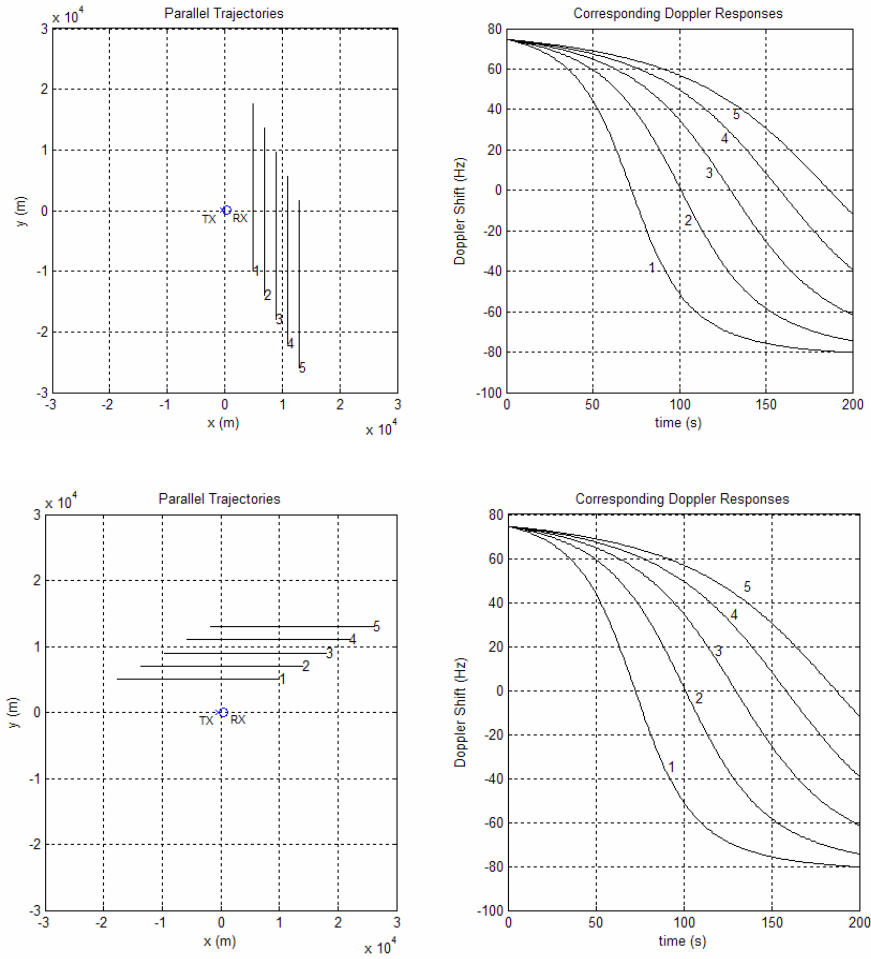 Parallel Trajectories
x 10^4
3
2
1
0
-1
-2
-3
-3 -2 -1 0 1 2 3
x 10^4
x (m)
y (m)
TX RX
1
2
3
4
5
Corresponding Doppler Responses
80
60
40
20
0
-20
-40
-60
-80
-100
0 50 100 150 200
time (s)
Doppler Shift (Hz)
5
4
3
2
1
Parallel Trajectories
x 10^4
3
2
1
0
-1
-2
-3
-3 -2 -1 0 1 2 3
x 10^4
x (m)
y (m)
5
4
3
2
1
TX RX
Corresponding Doppler Responses
80
60
40
20
0
-20
-40
-60
-80
-100
0 50 100 150 200
time (s)
Doppler Shift (Hz)
5
4
3
2
1